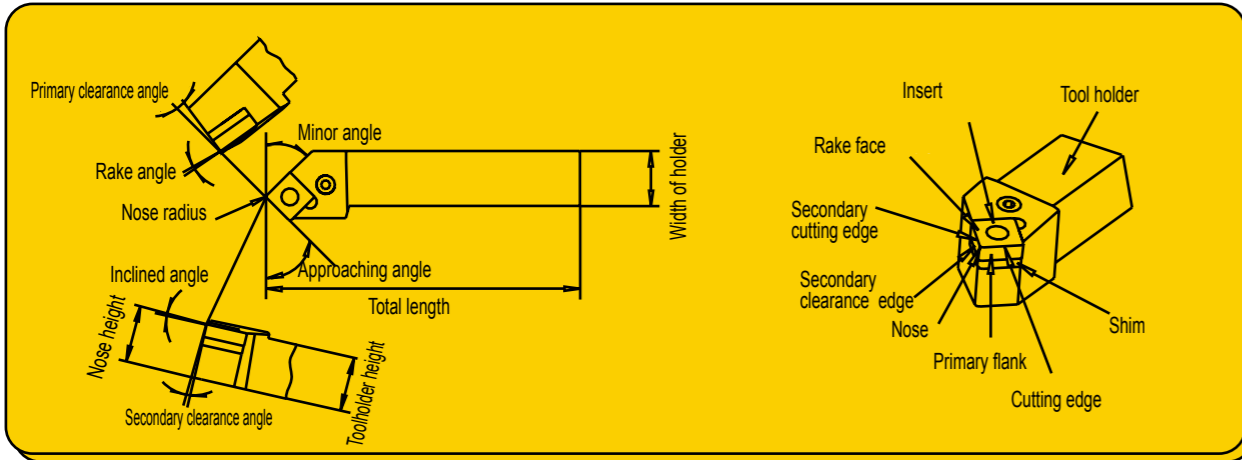 Primary clearance angle
Rake angle
Nose radius
Minor angle
Width of holder
Approaching angle
Total length
Inclined angle
Nose height
Secondary clearance angle
Toolholder height
Insert
Tool holder
Rake face
Secondary
cutting edge
Secondary
clearance edge
Nose
Primary flank
Shim
Cutting edge